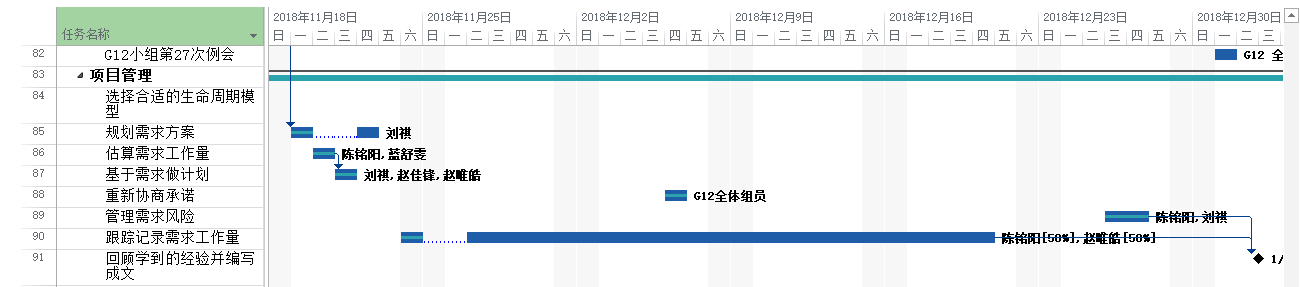 任务名称
2018年11月18日 2018年11月25日 2018年12月2日 2018年12月9日 2018年12月16日 2018年12月23日 2018年12月30日
日 一 二 三 四 五 六 日 一 二 三 四 五 六 日 一 二 三 四 五 六 日 一 二 三 四 五 六 日 一 二 三 四 五 六 日 一 二 三 四 五 六 日 一 二 三
82 G12小组第27次例会 G12 全
83 项目管理
84 选择合适的生命周期模
型
85 规划需求方案 刘祺
86 估算需求工作量 陈铭阳,蓝舒雯
87 基于需求做计划 刘祺,赵佳锋,赵唯皓
88 重新协商承诺 G12全体组员
89 管理需求风险 陈铭阳,刘祺
90 跟踪记录需求工作量 陈铭阳[50%],赵唯皓[50%]
91 回顾学到的经验并编写 1/
成文